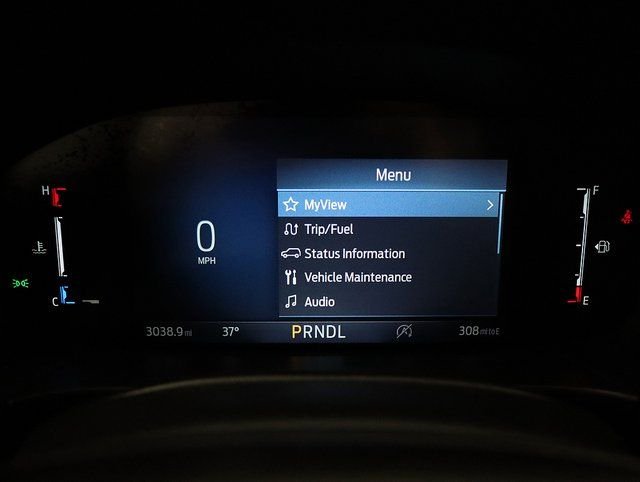 Menu
MyView
Trip/Fuel
Status Information
Vehicle Maintenance
Audio
H
C
0
MPH
F
E
3038.9 mi
37°
PRNDL
308 mi to E